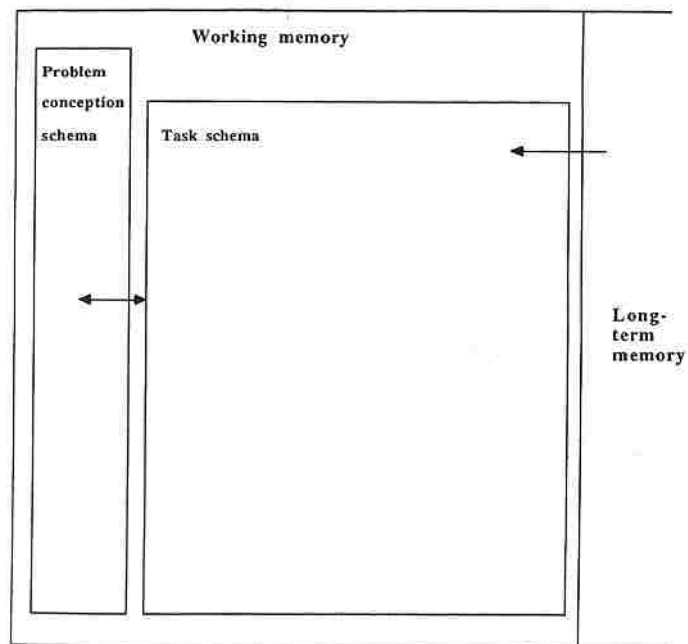 Working memory
Problem
conception
schema
Task schema
Long-
term
memory